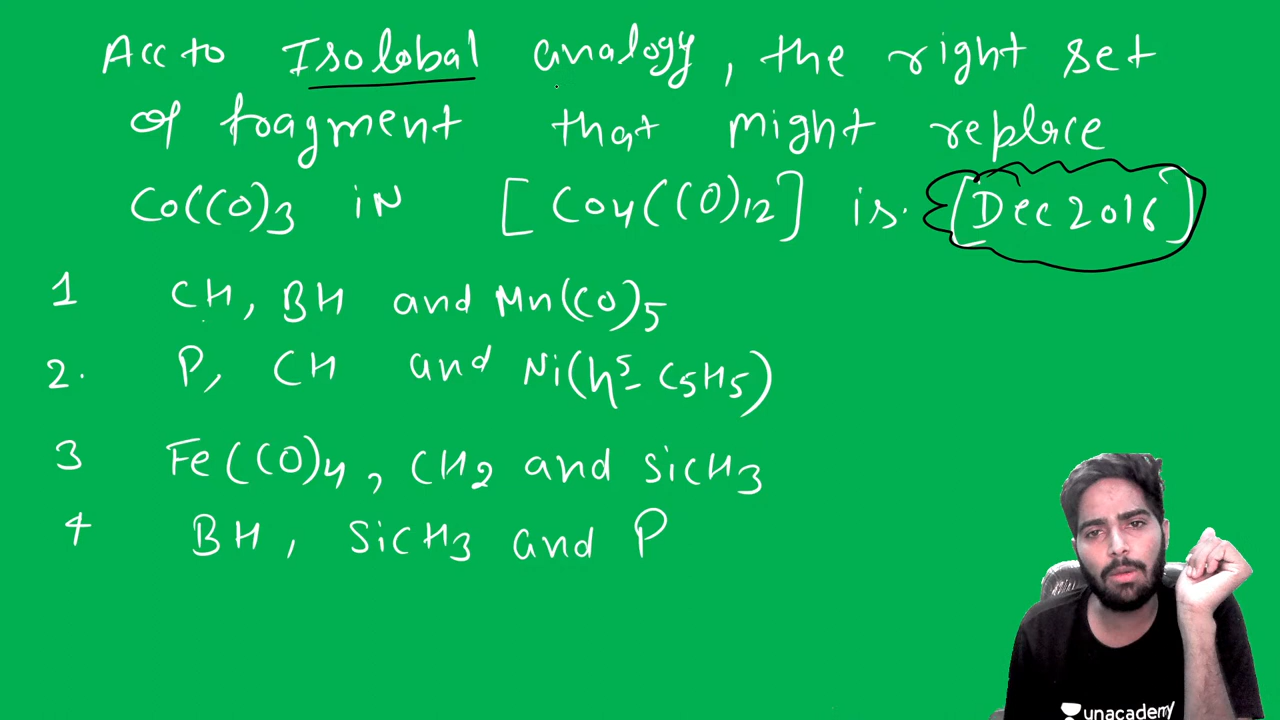 Acc to Isolobal analogy, the right set
of fragment that might replace
Co(CO)3 in [Co4(CO)12] is. [Dec 2016]
1 CH, BH and Mn(CO)5
2. P, CH and Ni(η5- C5H5)
3 Fe(CO)4, CH2 and SiCH3
4 BH, SiCH3 and P
unacademy